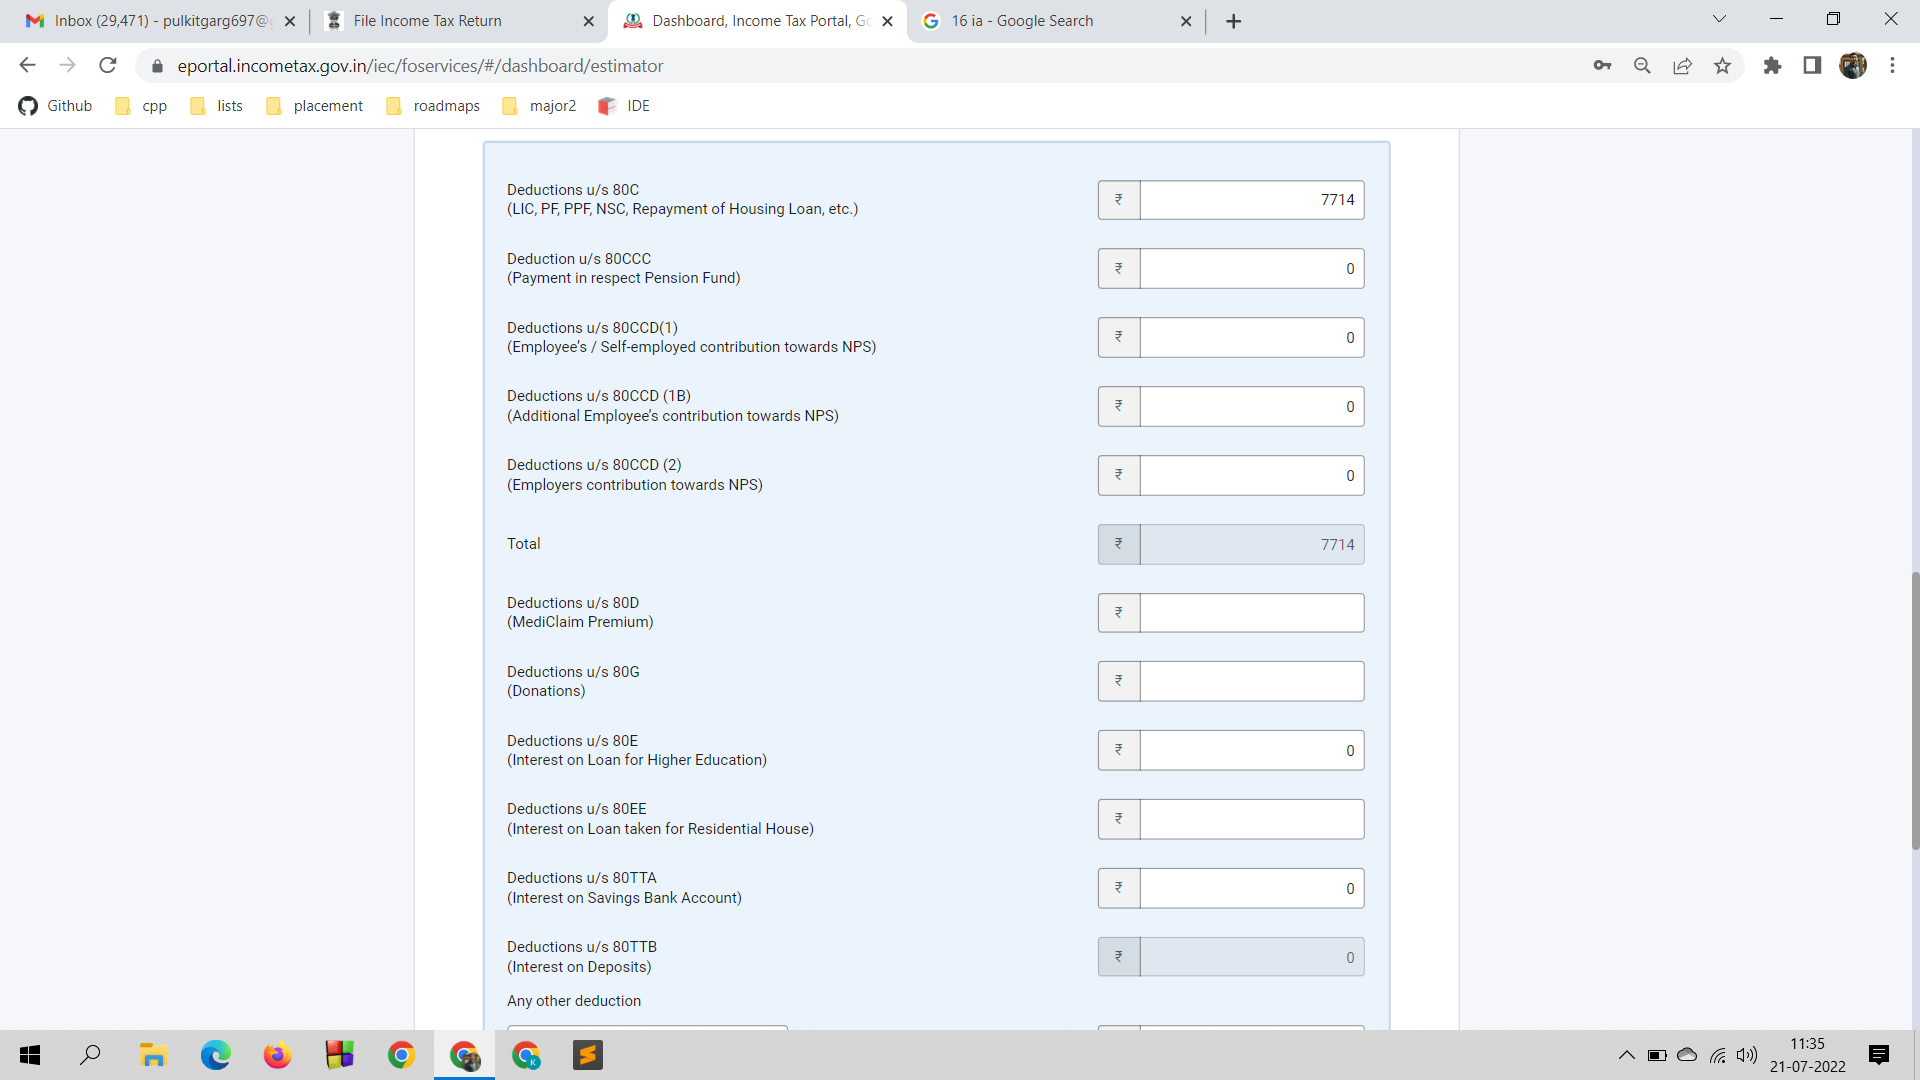 Inbox (29,471) - pulkitgarg697@
File Income Tax Return
Dashboard, Income Tax Portal, Go
16 ia - Google Search
eportal.incometax.gov.in/iec/foservices/#/dashboard/estimator
Github cpp lists placement roadmaps major2 IDE
Deductions u/s 80C
(LIC, PF, PPF, NSC, Repayment of Housing Loan, etc.)
₹ 7714
Deduction u/s 80CCC
(Payment in respect Pension Fund)
₹ 0
Deductions u/s 80CCD(1)
(Employee's / Self-employed contribution towards NPS)
₹ 0
Deductions u/s 80CCD (1B)
(Additional Employee's contribution towards NPS)
₹ 0
Deductions u/s 80CCD (2)
(Employers contribution towards NPS)
₹ 0
Total
₹ 7714
Deductions u/s 80D
(MediClaim Premium)
₹
Deductions u/s 80G
(Donations)
₹
Deductions u/s 80E
(Interest on Loan for Higher Education)
₹ 0
Deductions u/s 80EE
(Interest on Loan taken for Residential House)
₹
Deductions u/s 80TTA
(Interest on Savings Bank Account)
₹ 0
Deductions u/s 80TTB
(Interest on Deposits)
₹ 0
Any other deduction
11:35
21-07-2022